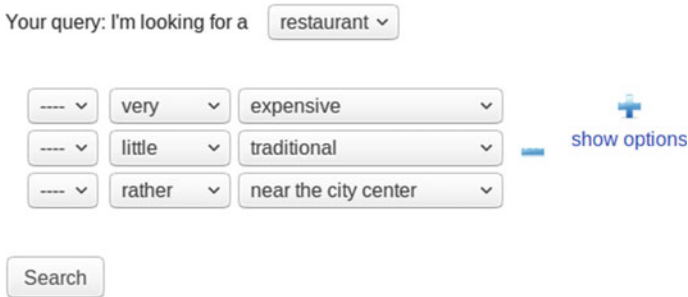 Your query: I'm looking for a restaurant
---- very expensive
---- little traditional
show options
---- rather near the city center
Search